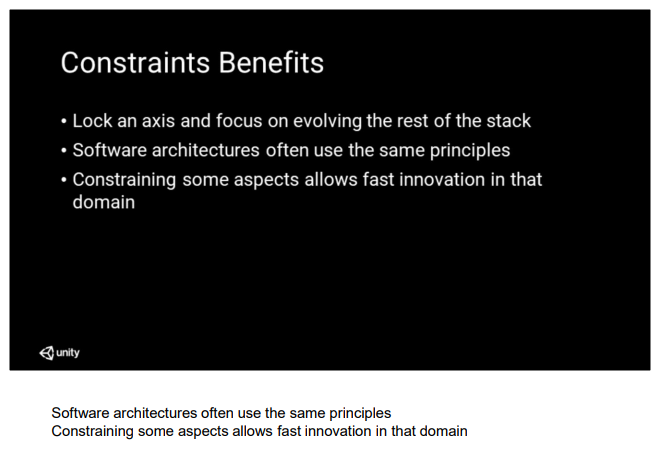 Constraints Benefits
• Lock an axis and focus on evolving the rest of the stack
• Software architectures often use the same principles
• Constraining some aspects allows fast innovation in that
domain
unity
Software architectures often use the same principles
Constraining some aspects allows fast innovation in that domain